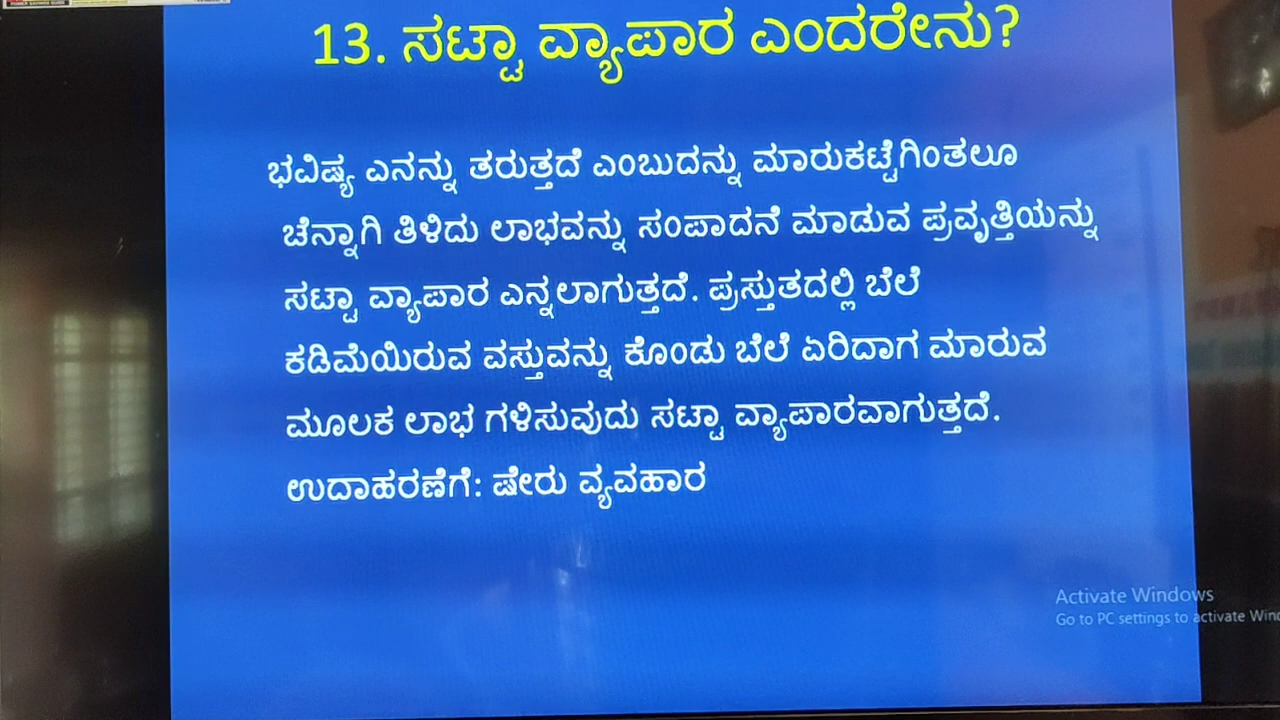 13. ಸಟ್ಟಾ ವ್ಯಾಪಾರ ಎಂದರೇನು?
ಭವಿಷ್ಯ ಎನನ್ನು ತರುತ್ತದೆ ಎಂಬುದನ್ನು ಮಾರುಕಟ್ಟೆಗಿಂತಲೂ
ಚೆನ್ನಾಗಿ ತಿಳಿದು ಲಾಭವನ್ನು ಸಂಪಾದನೆ ಮಾಡುವ ಪ್ರವೃತ್ತಿಯನ್ನು
ಸಟ್ಟಾ ವ್ಯಾಪಾರ ಎನ್ನಲಾಗುತ್ತದೆ. ಪ್ರಸ್ತುತದಲ್ಲಿ ಬೆಲೆ
ಕಡಿಮೆಯಿರುವ ವಸ್ತುವನ್ನು ಕೊಂಡು ಬೆಲೆ ಏರಿದಾಗ ಮಾರುವ
ಮೂಲಕ ಲಾಭ ಗಳಿಸುವುದು ಸಟ್ಟಾ ವ್ಯಾಪಾರವಾಗುತ್ತದೆ.
ಉದಾಹರಣೆಗೆ: ಷೇರು ವ್ಯವಹಾರ
Activate Windows
Go to PC settings to activate Wind